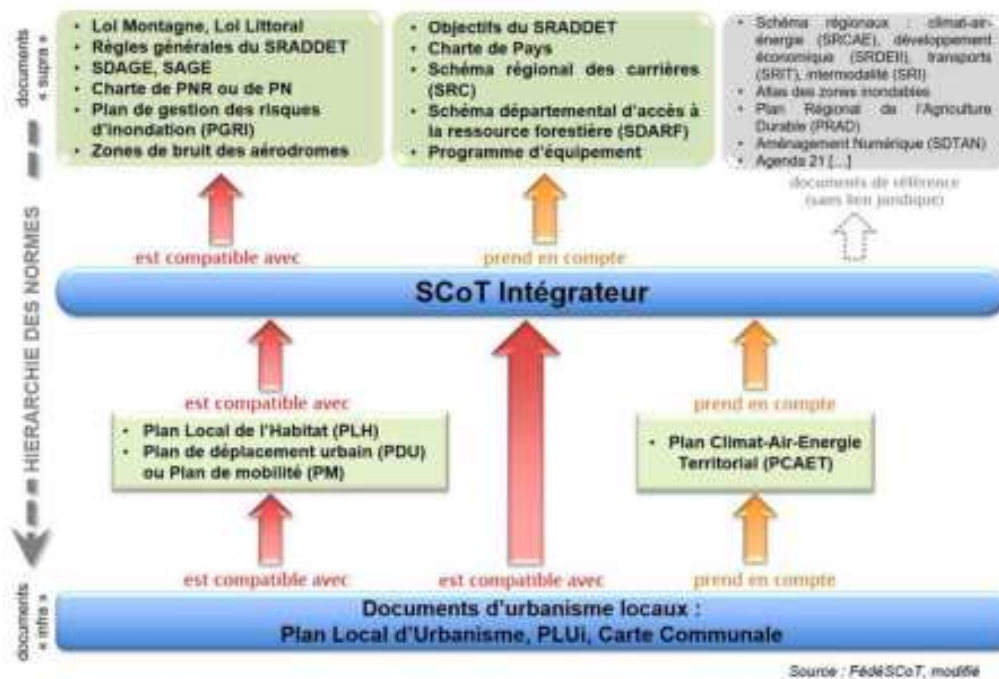 documents
« supra »
• Loi Montagne, Loi Littoral
• Règles générales du SRADDET
• SDAGE, SAGE
• Charte de PNR ou de PN
• Plan de gestion des risques
d'inondation (PGRI)
• Zones de bruit des aérodromes
• Objectifs du SRADDET
• Charte de Pays
• Schéma régional des carrières
(SRC)
• Schéma départemental d'accès à
la ressource forestière (SDARF)
• Programme d'équipement
• Schéma régionaux : climat-air-
énergie (SRCAE), développement
économique (SRDEII), transports
(SRIT), intermodalité (SRI)
• Atlas des zones inondables
• Plan Régional de l'Agriculture
Durable (PRAD)
• Aménagement Numérique (SDTAN)
• Agenda 21 [...]
documents de référence
(sans lien juridique)
est compatible avec
prend en compte
HIERARCHIE DES NORMES
SCoT Intégrateur
est compatible avec
prend en compte
• Plan Local de l'Habitat (PLH)
• Plan de déplacement urbain (PDU)
ou Plan de mobilité (PM)
• Plan Climat-Air-Energie
Territorial (PCAET)
est compatible avec
est compatible avec
prend en compte
documents
« infra »
Documents d'urbanisme locaux :
Plan Local d'Urbanisme, PLUi, Carte Communale
Source : FédéSCoT, modifié